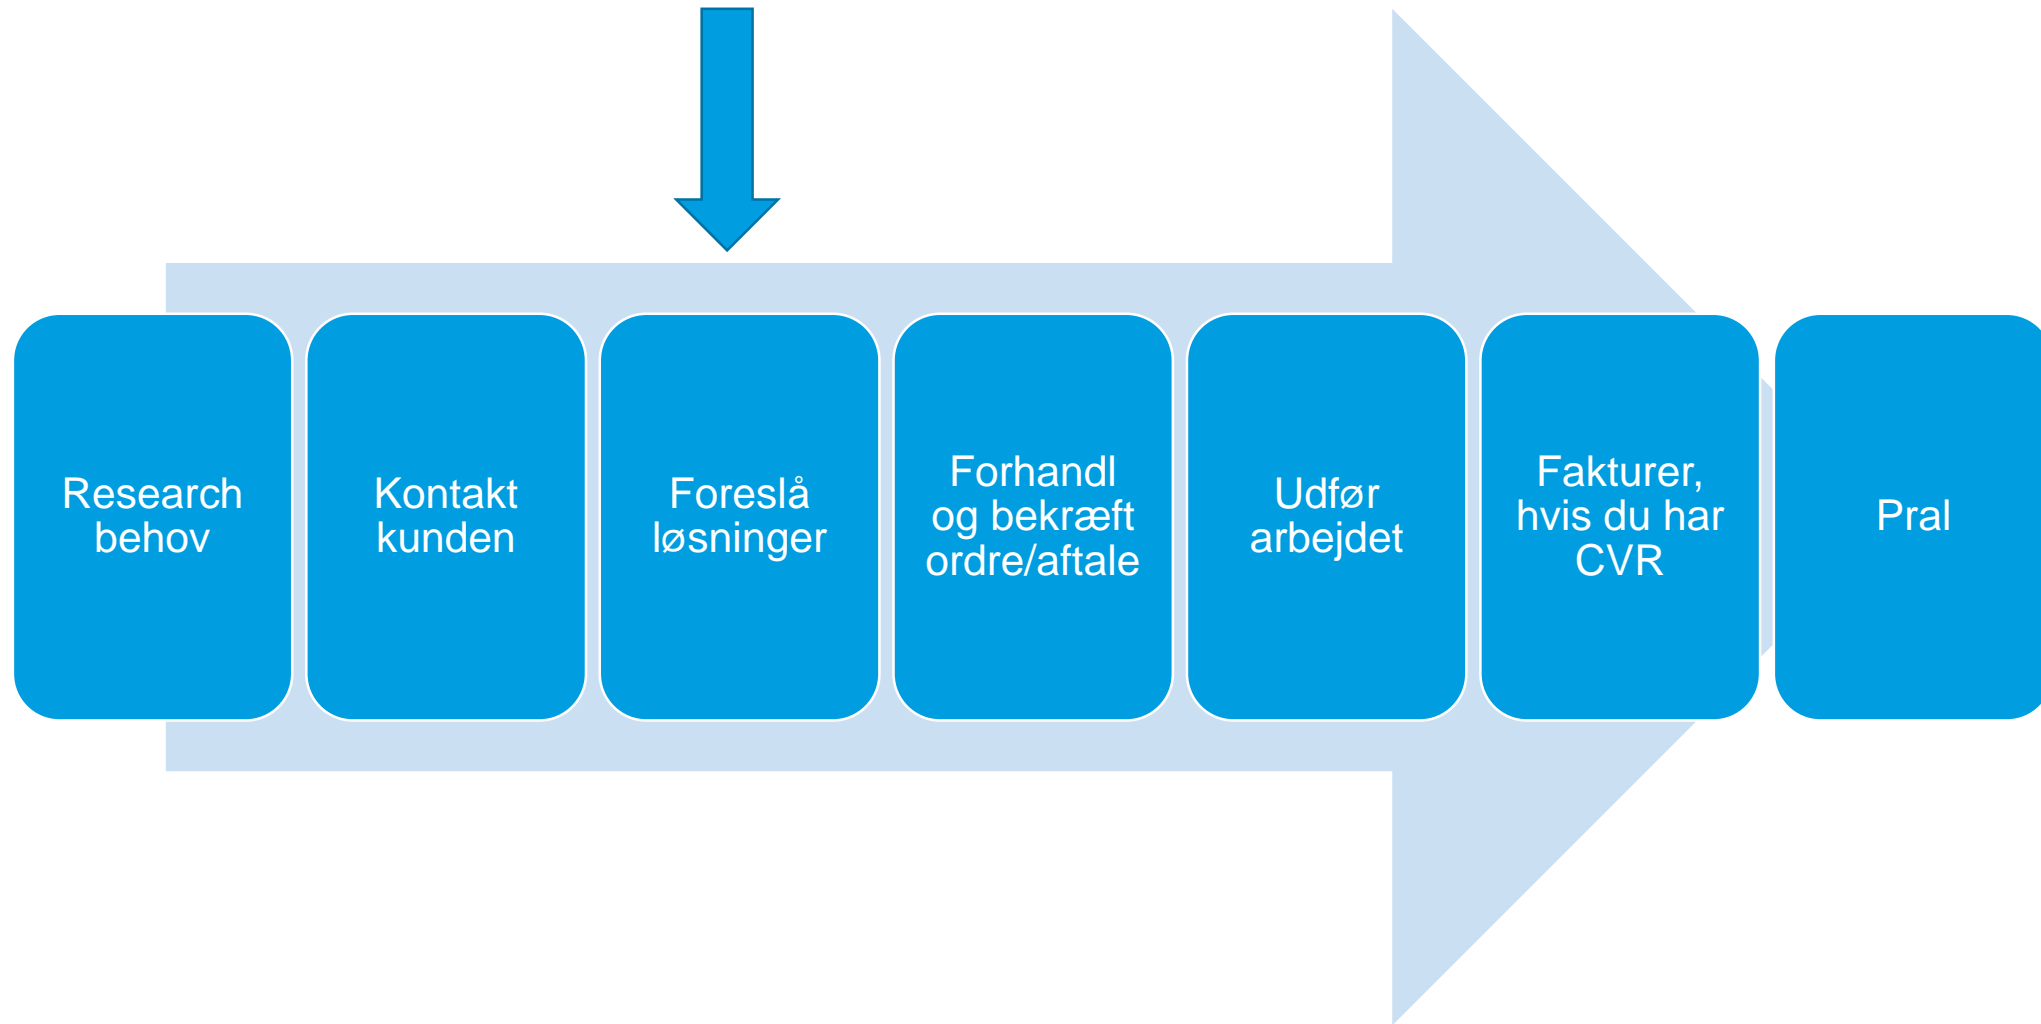 Research
behov
Kontakt
kunden
Foreslå
løsninger
Forhandl
og bekræft
ordre/aftale
Udfør
arbejdet
Fakturer,
hvis du har
CVR
Pral